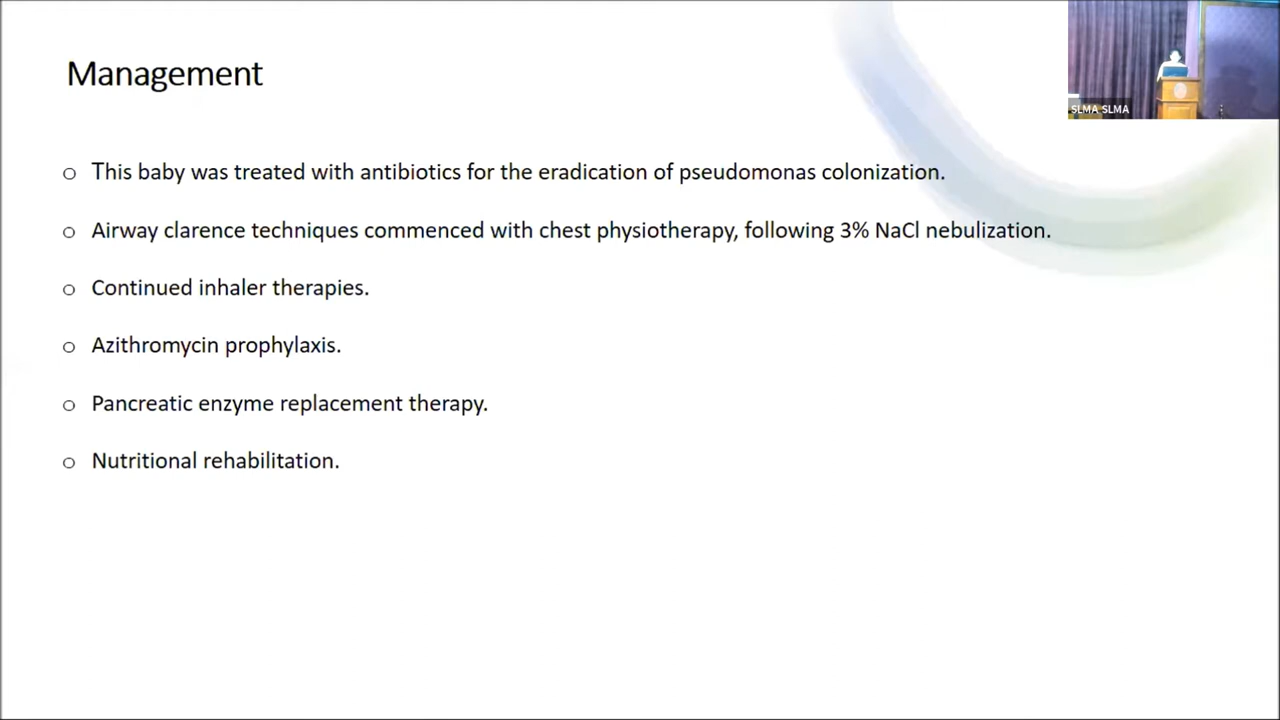 Management
SLMA SLMA
o This baby was treated with antibiotics for the eradication of pseudomonas colonization.
o Airway clarence techniques commenced with chest physiotherapy, following 3% NaCl nebulization.
o Continued inhaler therapies.
o Azithromycin prophylaxis.
o Pancreatic enzyme replacement therapy.
o Nutritional rehabilitation.